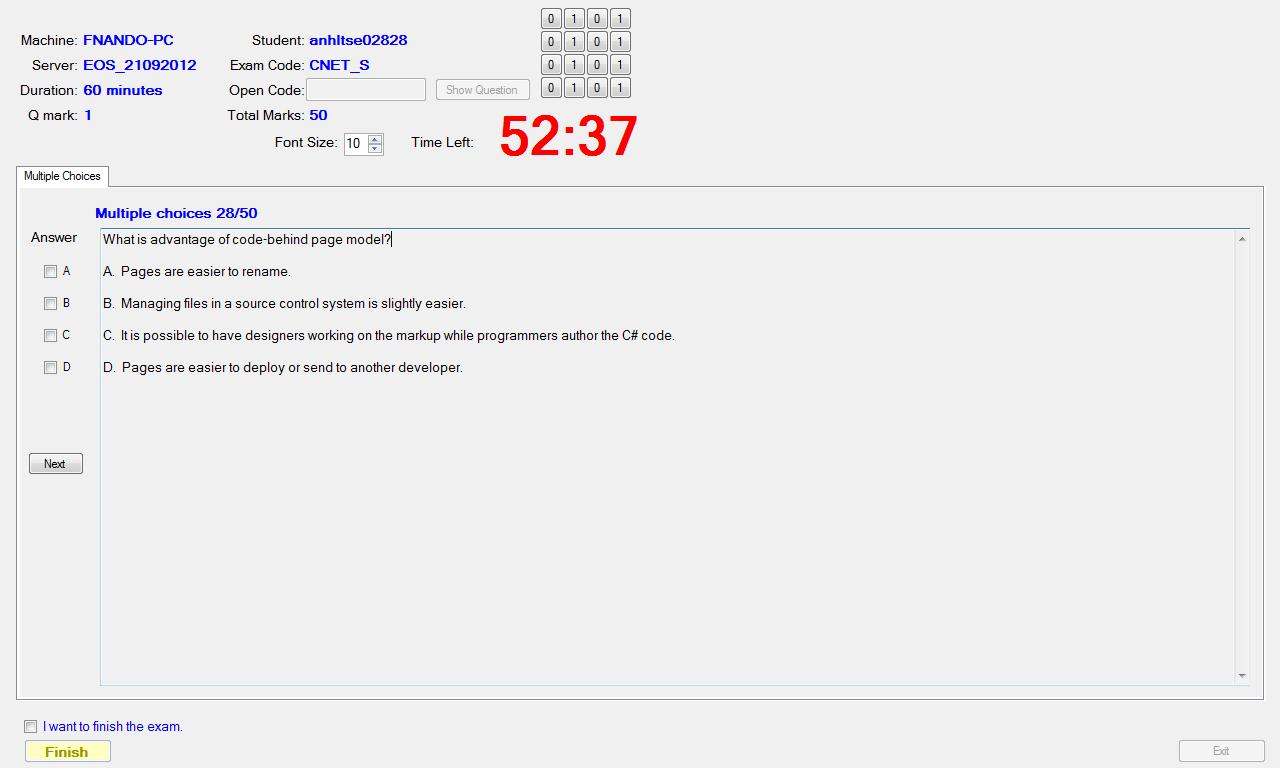 Machine: FNANDO-PC Student: anhltse02828
Server: EOS_21092012 Exam Code: CNET_S
Duration: 60 minutes Open Code: Show Question
Q mark: 1 Total Marks: 50
0 1 0 1
0 1 0 1
0 1 0 1
0 1 0 1
Font Size: 10 Time Left: 52:37
Multiple Choices
Multiple choices 28/50
Answer
What is advantage of code-behind page model?
A A. Pages are easier to rename.
B B. Managing files in a source control system is slightly easier.
C C. It is possible to have designers working on the markup while programmers author the C# code.
D D. Pages are easier to deploy or send to another developer.
Next
I want to finish the exam.
Finish Exit